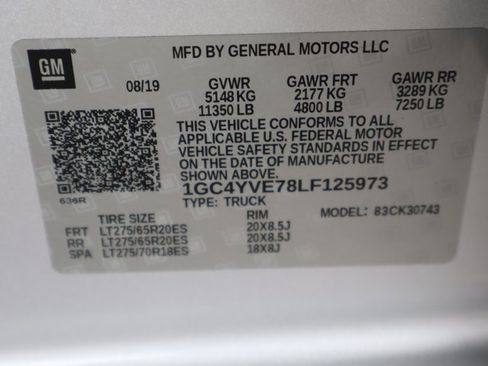 GM
MFD BY GENERAL MOTORS LLC
08/19 GVWR GAWR FRT GAWR RR
5148 KG 2177 KG 3289 KG
11350 LB 4800 LB 7250 LB
THIS VEHICLE CONFORMS TO ALL
APPLICABLE U.S. FEDERAL MOTOR
VEHICLE SAFETY STANDARDS IN EFFECT
ON THE DATE OF MANUFACTURE
SHOWN ABOVE.
1GC4YVE78LF125973
636R TYPE: TRUCK MODEL: 83CK30743
TIRE SIZE RIM
FRT LT275/65R20ES 20X8.5J
RR LT275/65R20ES 20X8.5J
SPA LT275/70R18ES 18X8J